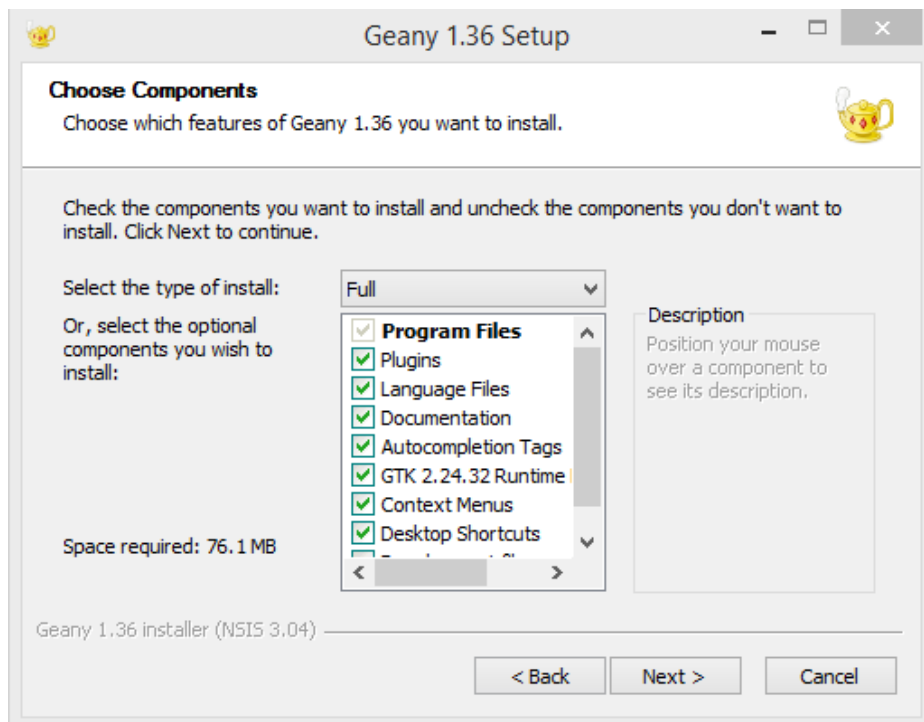 Geany 1.36 Setup
Choose Components
Choose which features of Geany 1.36 you want to install.
Check the components you want to install and uncheck the components you don't want to
install. Click Next to continue.
Select the type of install:
Full
Or, select the optional
components you wish to
install:
Program Files
Plugins
Language Files
Documentation
Autocompletion Tags
GTK 2.24.32 Runtime
Context Menus
Desktop Shortcuts
Space required: 76.1 MB
Description
Position your mouse
over a component to
see its description.
Geany 1.36 installer (NSIS 3.04)
< Back
Next >
Cancel